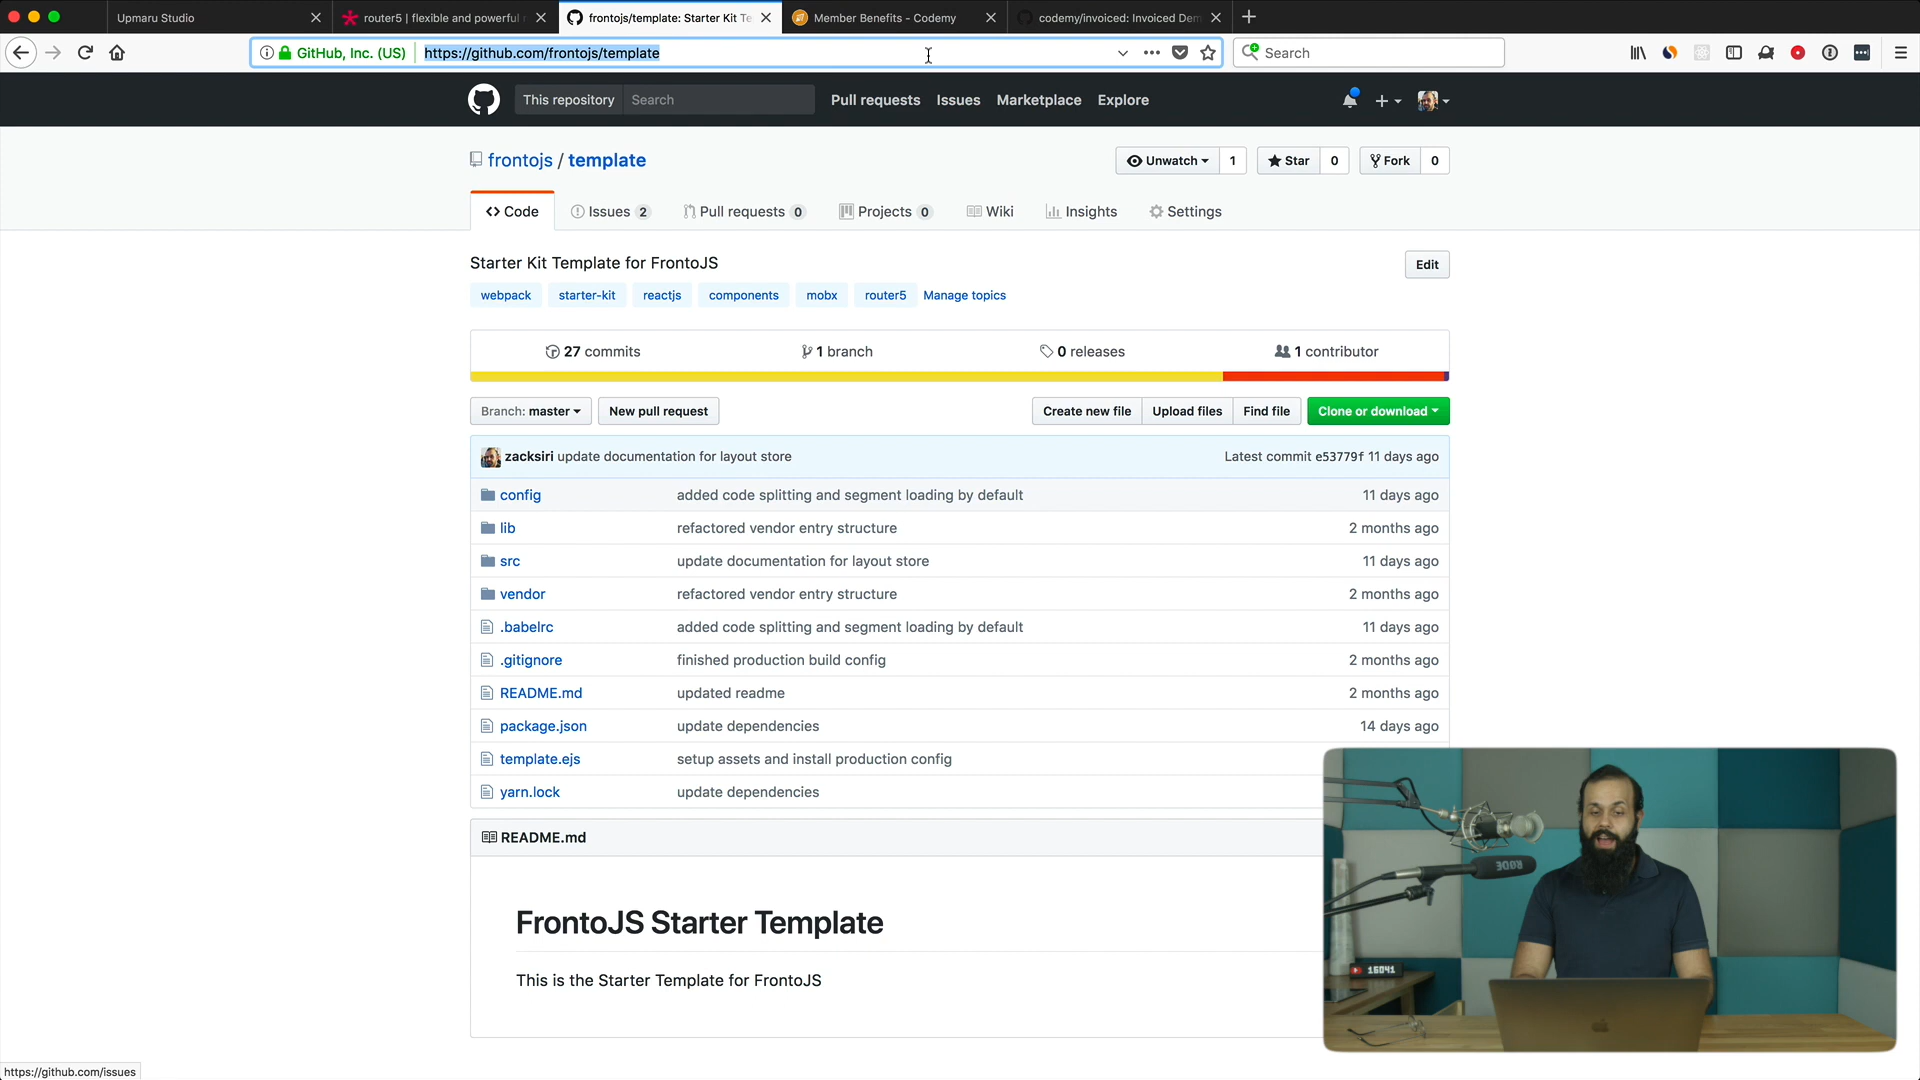 Upmaru Studio
router5 | flexible and powerful
frontojs/template: Starter Kit Te
Member Benefits - Codemy
codemy/invoiced: Invoiced Dem
GitHub, Inc. (US)
https://github.com/frontojs/template
Search
This repository
Search
Pull requests
Issues
Marketplace
Explore
frontojs / template
Unwatch
1
Star
0
Fork
0
Code
Issues 2
Pull requests 0
Projects 0
Wiki
Insights
Settings
Starter Kit Template for FrontoJS
Edit
webpack
starter-kit
reactjs
components
mobx
router5
Manage topics
27 commits
1 branch
0 releases
1 contributor
Branch: master
New pull request
Create new file
Upload files
Find file
Clone or download
zacksiri update documentation for layout store
Latest commit e53779f 11 days ago
config
added code splitting and segment loading by default
11 days ago
lib
refactored vendor entry structure
2 months ago
src
update documentation for layout store
11 days ago
vendor
refactored vendor entry structure
2 months ago
.babelrc
added code splitting and segment loading by default
11 days ago
.gitignore
finished production build config
2 months ago
README.md
updated readme
2 months ago
package.json
update dependencies
14 days ago
template.ejs
setup assets and install production config
yarn.lock
update dependencies
README.md
FrontoJS Starter Template
This is the Starter Template for FrontoJS
RØDE
16041
https://github.com/issues